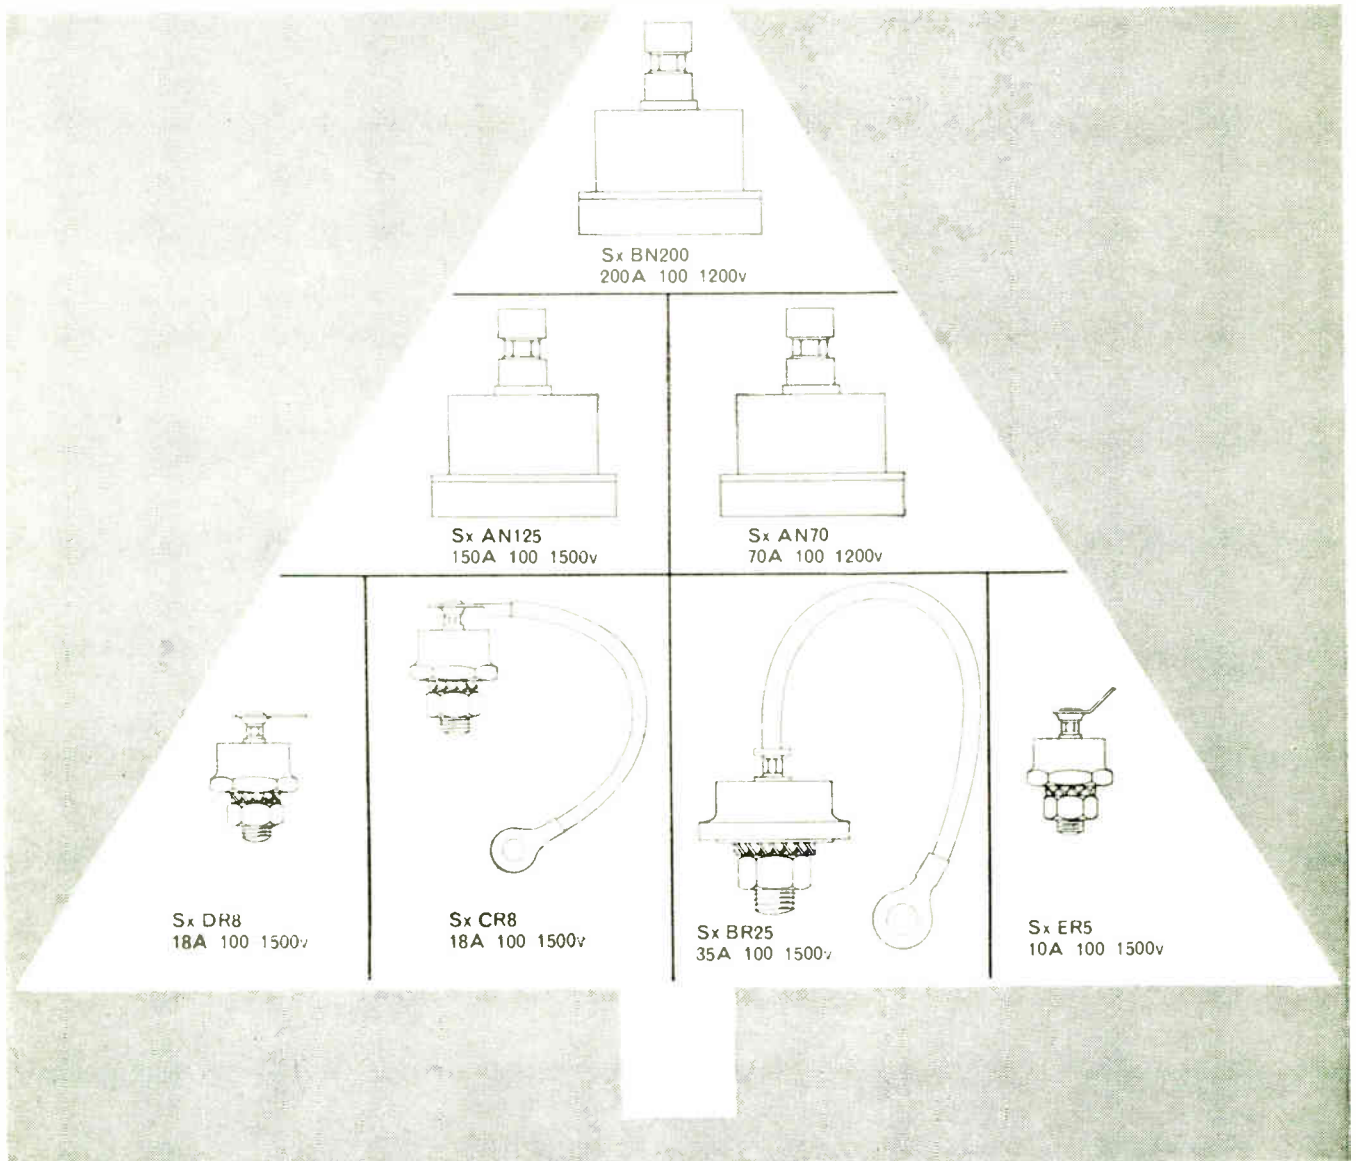 Sx BN200
200A 100 1200v
Sx AN125
150A 100 1500v
Sx AN70
70A 100 1200v
Sx DR8
18A 100 1500v
Sx CR8
18A 100 1500v
Sx BR25
35A 100 1500v
Sx ER5
10A 100 1500v